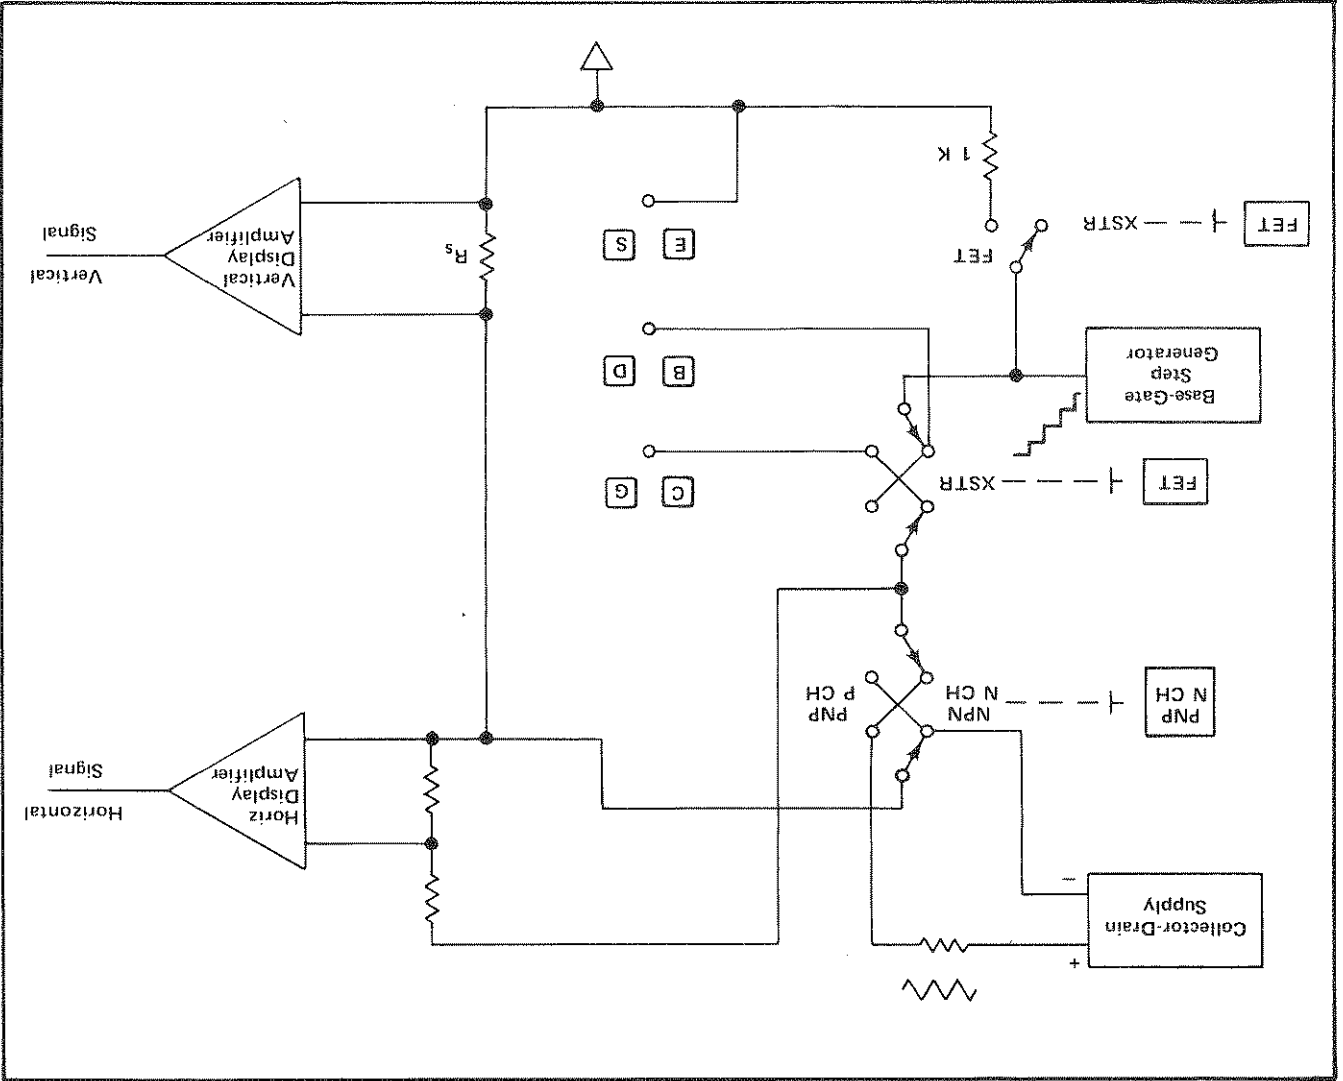 +
Collector-Drain
Supply
−
Horiz
Display
Amplifier
Horizontal
Signal
PNP
N CH
NPN
N CH
PNP
P CH
FET
XSTR
C
G
Base-Gate
Step
Generator
B
D
FET
XSTR
FET
1 K
E
S
Rs
Vertical
Display
Amplifier
Vertical
Signal